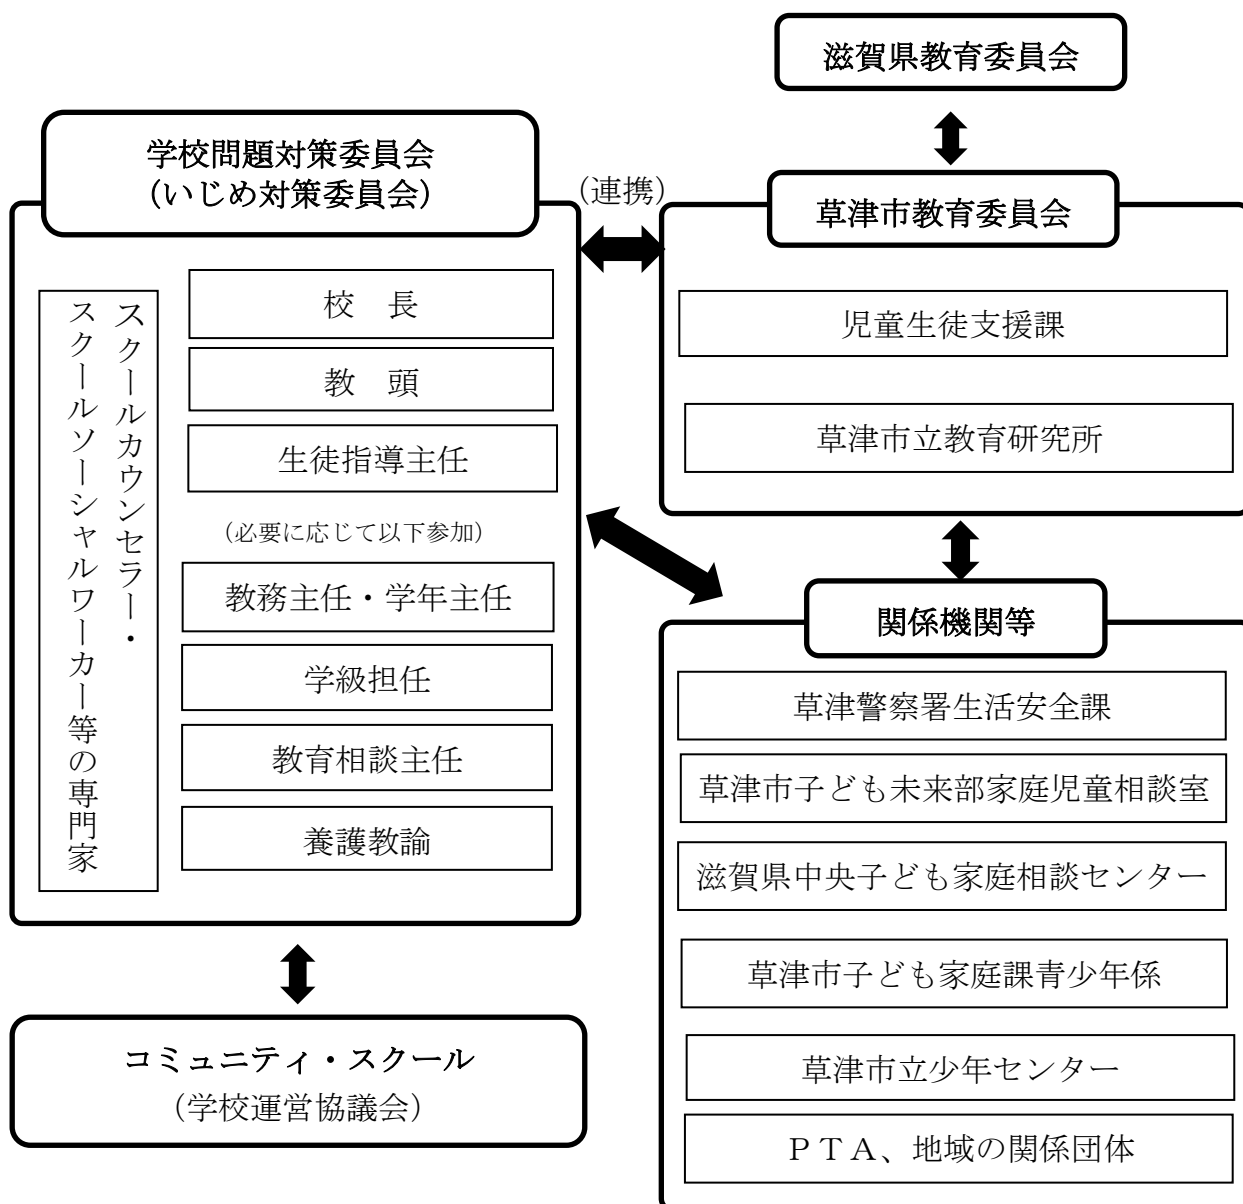 滋賀県教育委員会
学校問題対策委員会
(いじめ対策委員会)
(連携)
草津市教育委員会
スクールカウンセラー・
スクールソーシャルワーカー等の専門家
校　長
教　頭
生徒指導主任
(必要に応じて以下参加)
教務主任・学年主任
学級担任
教育相談主任
養護教諭
児童生徒支援課
草津市立教育研究所
関係機関等
草津警察署生活安全課
草津市子ども未来部家庭児童相談室
滋賀県中央子ども家庭相談センター
草津市子ども家庭課青少年係
草津市立少年センター
ＰＴＡ、地域の関係団体
コミュニティ・スクール
(学校運営協議会)